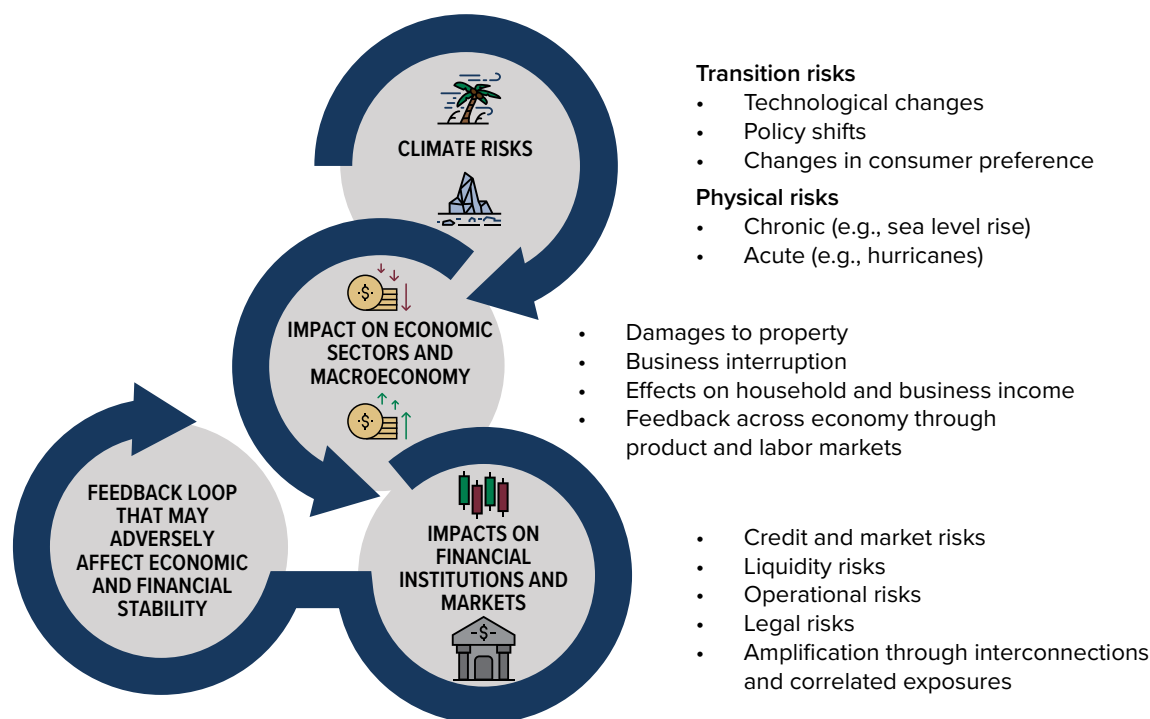 CLIMATE RISKS
Transition risks
• Technological changes
• Policy shifts
• Changes in consumer preference
Physical risks
• Chronic (e.g., sea level rise)
• Acute (e.g., hurricanes)
$
IMPACT ON ECONOMIC
SECTORS AND
MACROECONOMY
$
• Damages to property
• Business interruption
• Effects on household and business income
• Feedback across economy through
product and labor markets
IMPACTS ON
FINANCIAL
INSTITUTIONS AND
MARKETS
-$-
• Credit and market risks
• Liquidity risks
• Operational risks
• Legal risks
• Amplification through interconnections
and correlated exposures
FEEDBACK LOOP
THAT MAY
ADVERSELY
AFFECT ECONOMIC
AND FINANCIAL
STABILITY